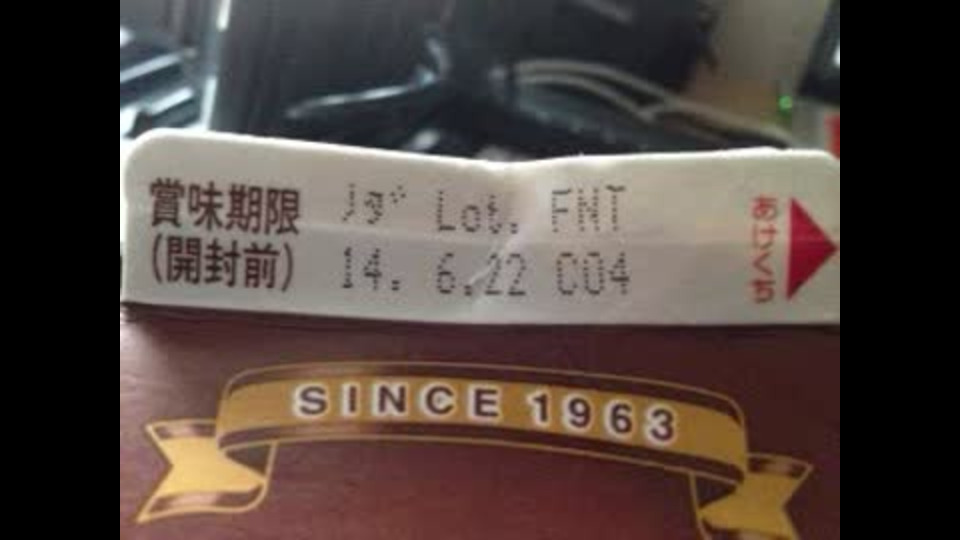 賞味期限 Lot. FNT
(開封前) 14. 6.22 C04
あけくち
SINCE 1963